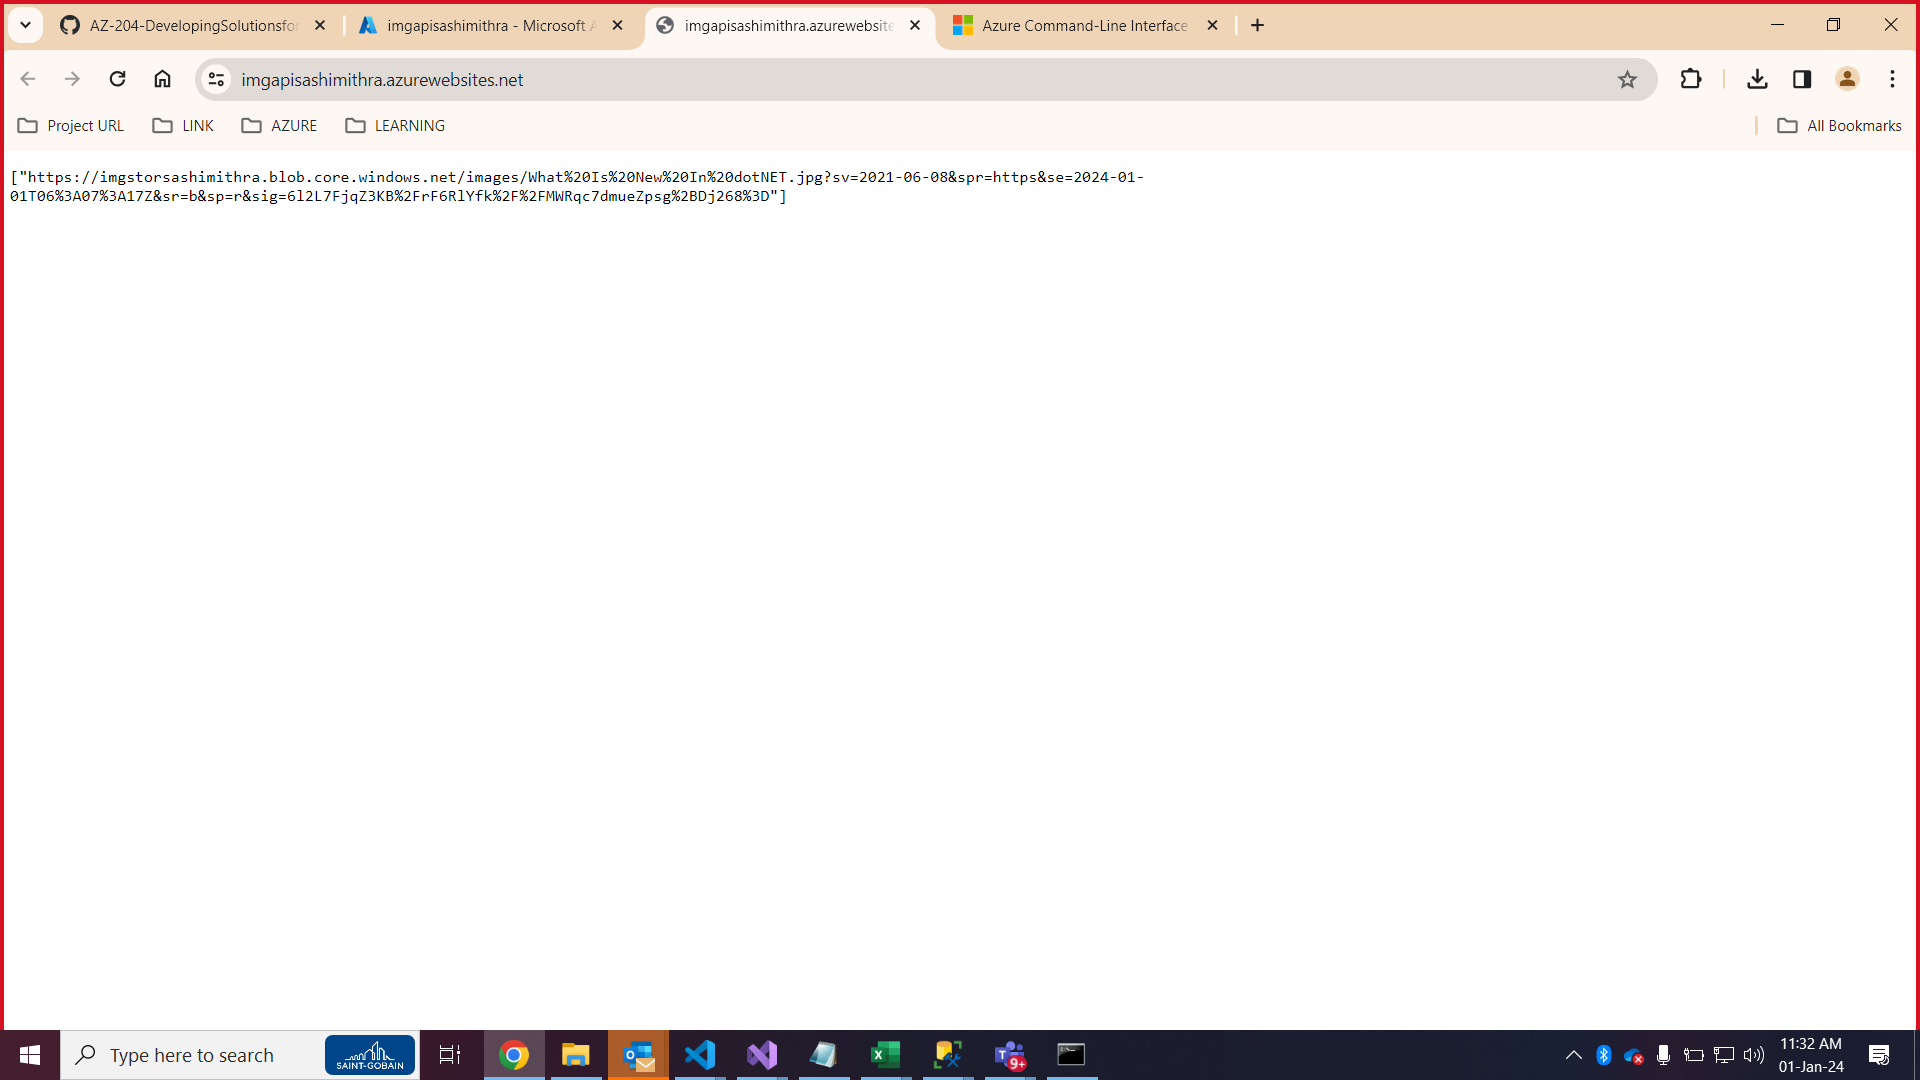 AZ-204-DevelopingSolutionsfor
imgapisashimithra - Microsoft A
imgapisashimithra.azurewebsite
Azure Command-Line Interface
imgapisashimithra.azurewebsites.net
Project URL
LINK
AZURE
LEARNING
All Bookmarks
["https://imgstorsashimithra.blob.core.windows.net/images/What%20Is%20New%20In%20dotNET.jpg?sv=2021-06-08&spr=https&se=2024-01-
01T06%3A07%3A17Z&sr=b&sp=r&sig=6l2L7FjqZ3KB%2FrF6RlYfk%2F%2FMWRqc7dmueZpsg%2BDj268%3D"]
Type here to search
SAINT-GOBAIN
9+
11:32 AM
01-Jan-24